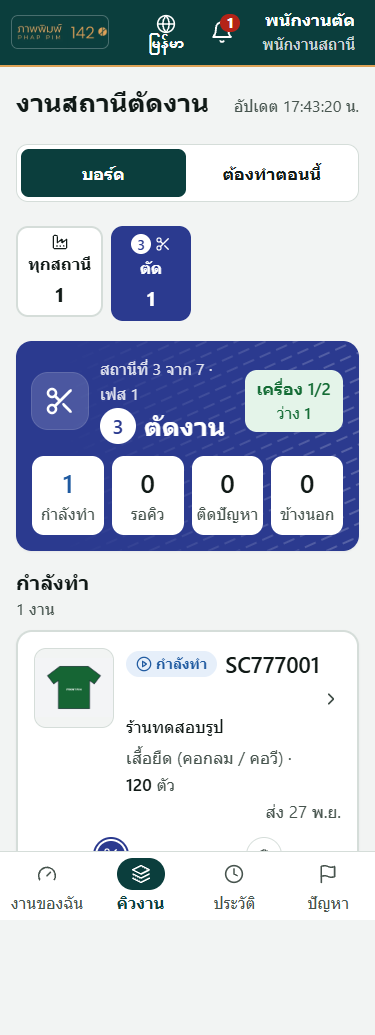 ภาพพิมพ์
PHAP PIM
142
မြန်မာ
1
พนักงานตัด
พนักงานสถานี
งานสถานีตัดงาน
อัปเดต 17:43:20 น.
บอร์ด
ต้องทำตอนนี้
ทุกสถานี
1
3
ตัด
1
สถานีที่ 3 จาก 7 ·
เฟส 1
3 ตัดงาน
เครื่อง 1/2
ว่าง 1
1
กำลังทำ
0
รอคิว
0
ติดปัญหา
0
ข้างนอก
กำลังทำ
1 งาน
กำลังทำ
SC777001
ร้านทดสอบรูป
เสื้อยืด (คอกลม / คอวี) ·
120 ตัว
ส่ง 27 พ.ย.
งานของฉัน
คิวงาน
ประวัติ
ปัญหา